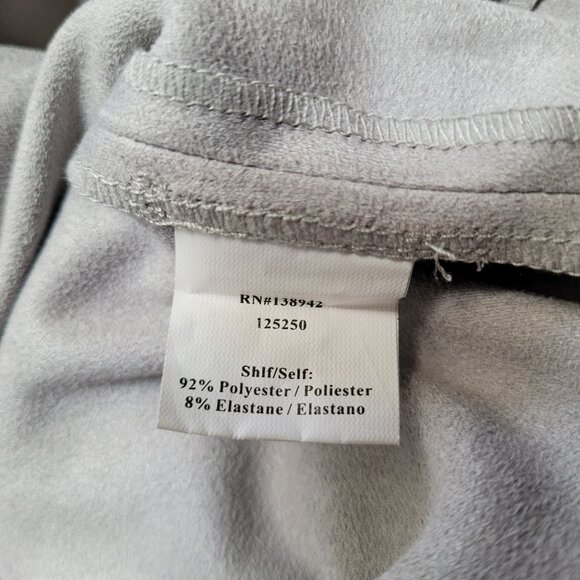 RN#138942
125250
Shlf/Self:
92% Polyester / Poliester
8% Elastane / Elastano